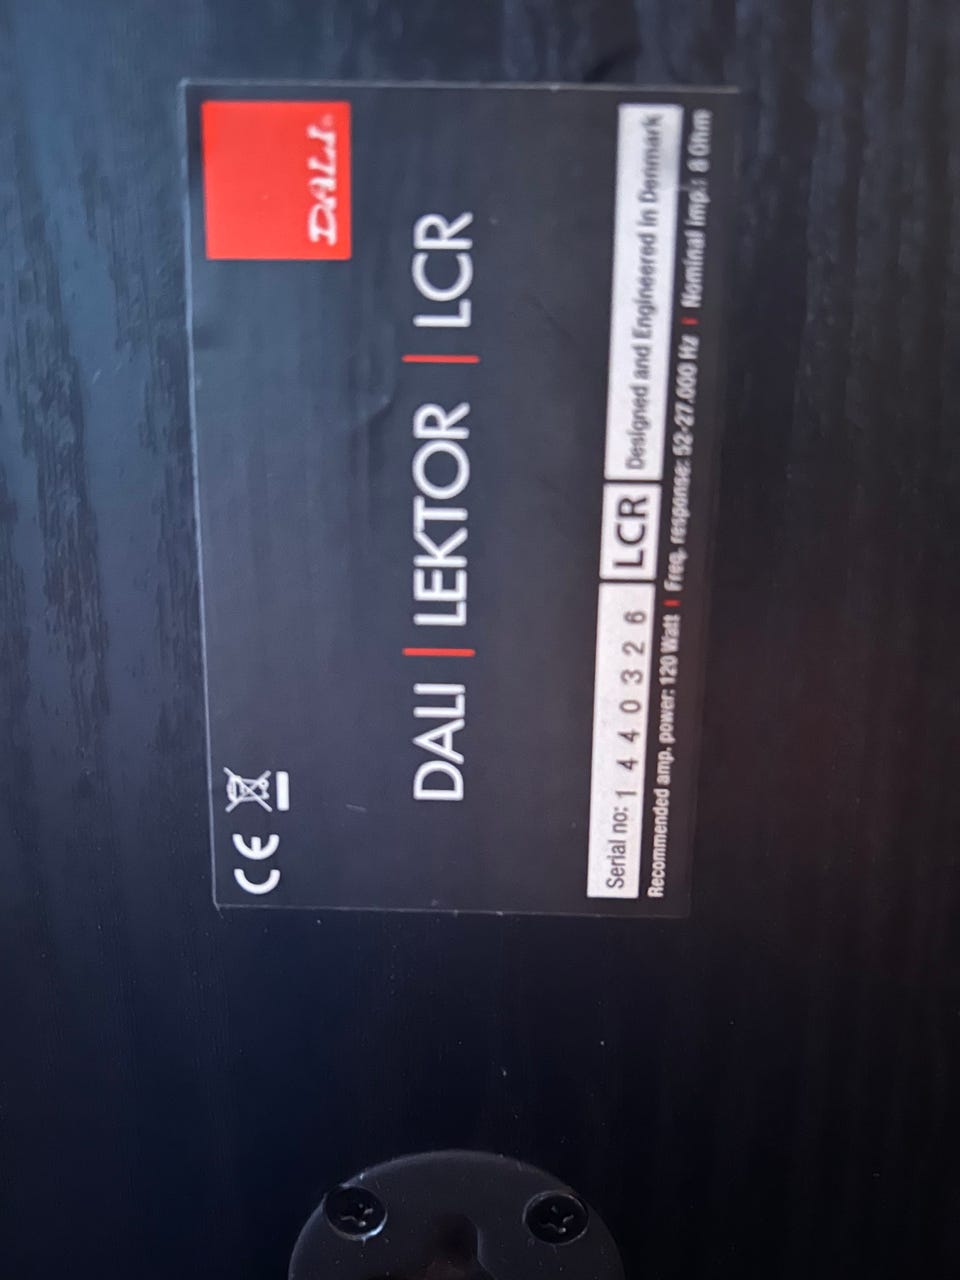 DALI
DALI | LEKTOR | LCR
Serial no: 1 4 4 0 3 2 6 LCR Designed and Engineered in Denmark
Recommended amp. power: 120 Watt Freq. response: 52-27.000 Hz Nominal imp.: 8 Ohm
CE